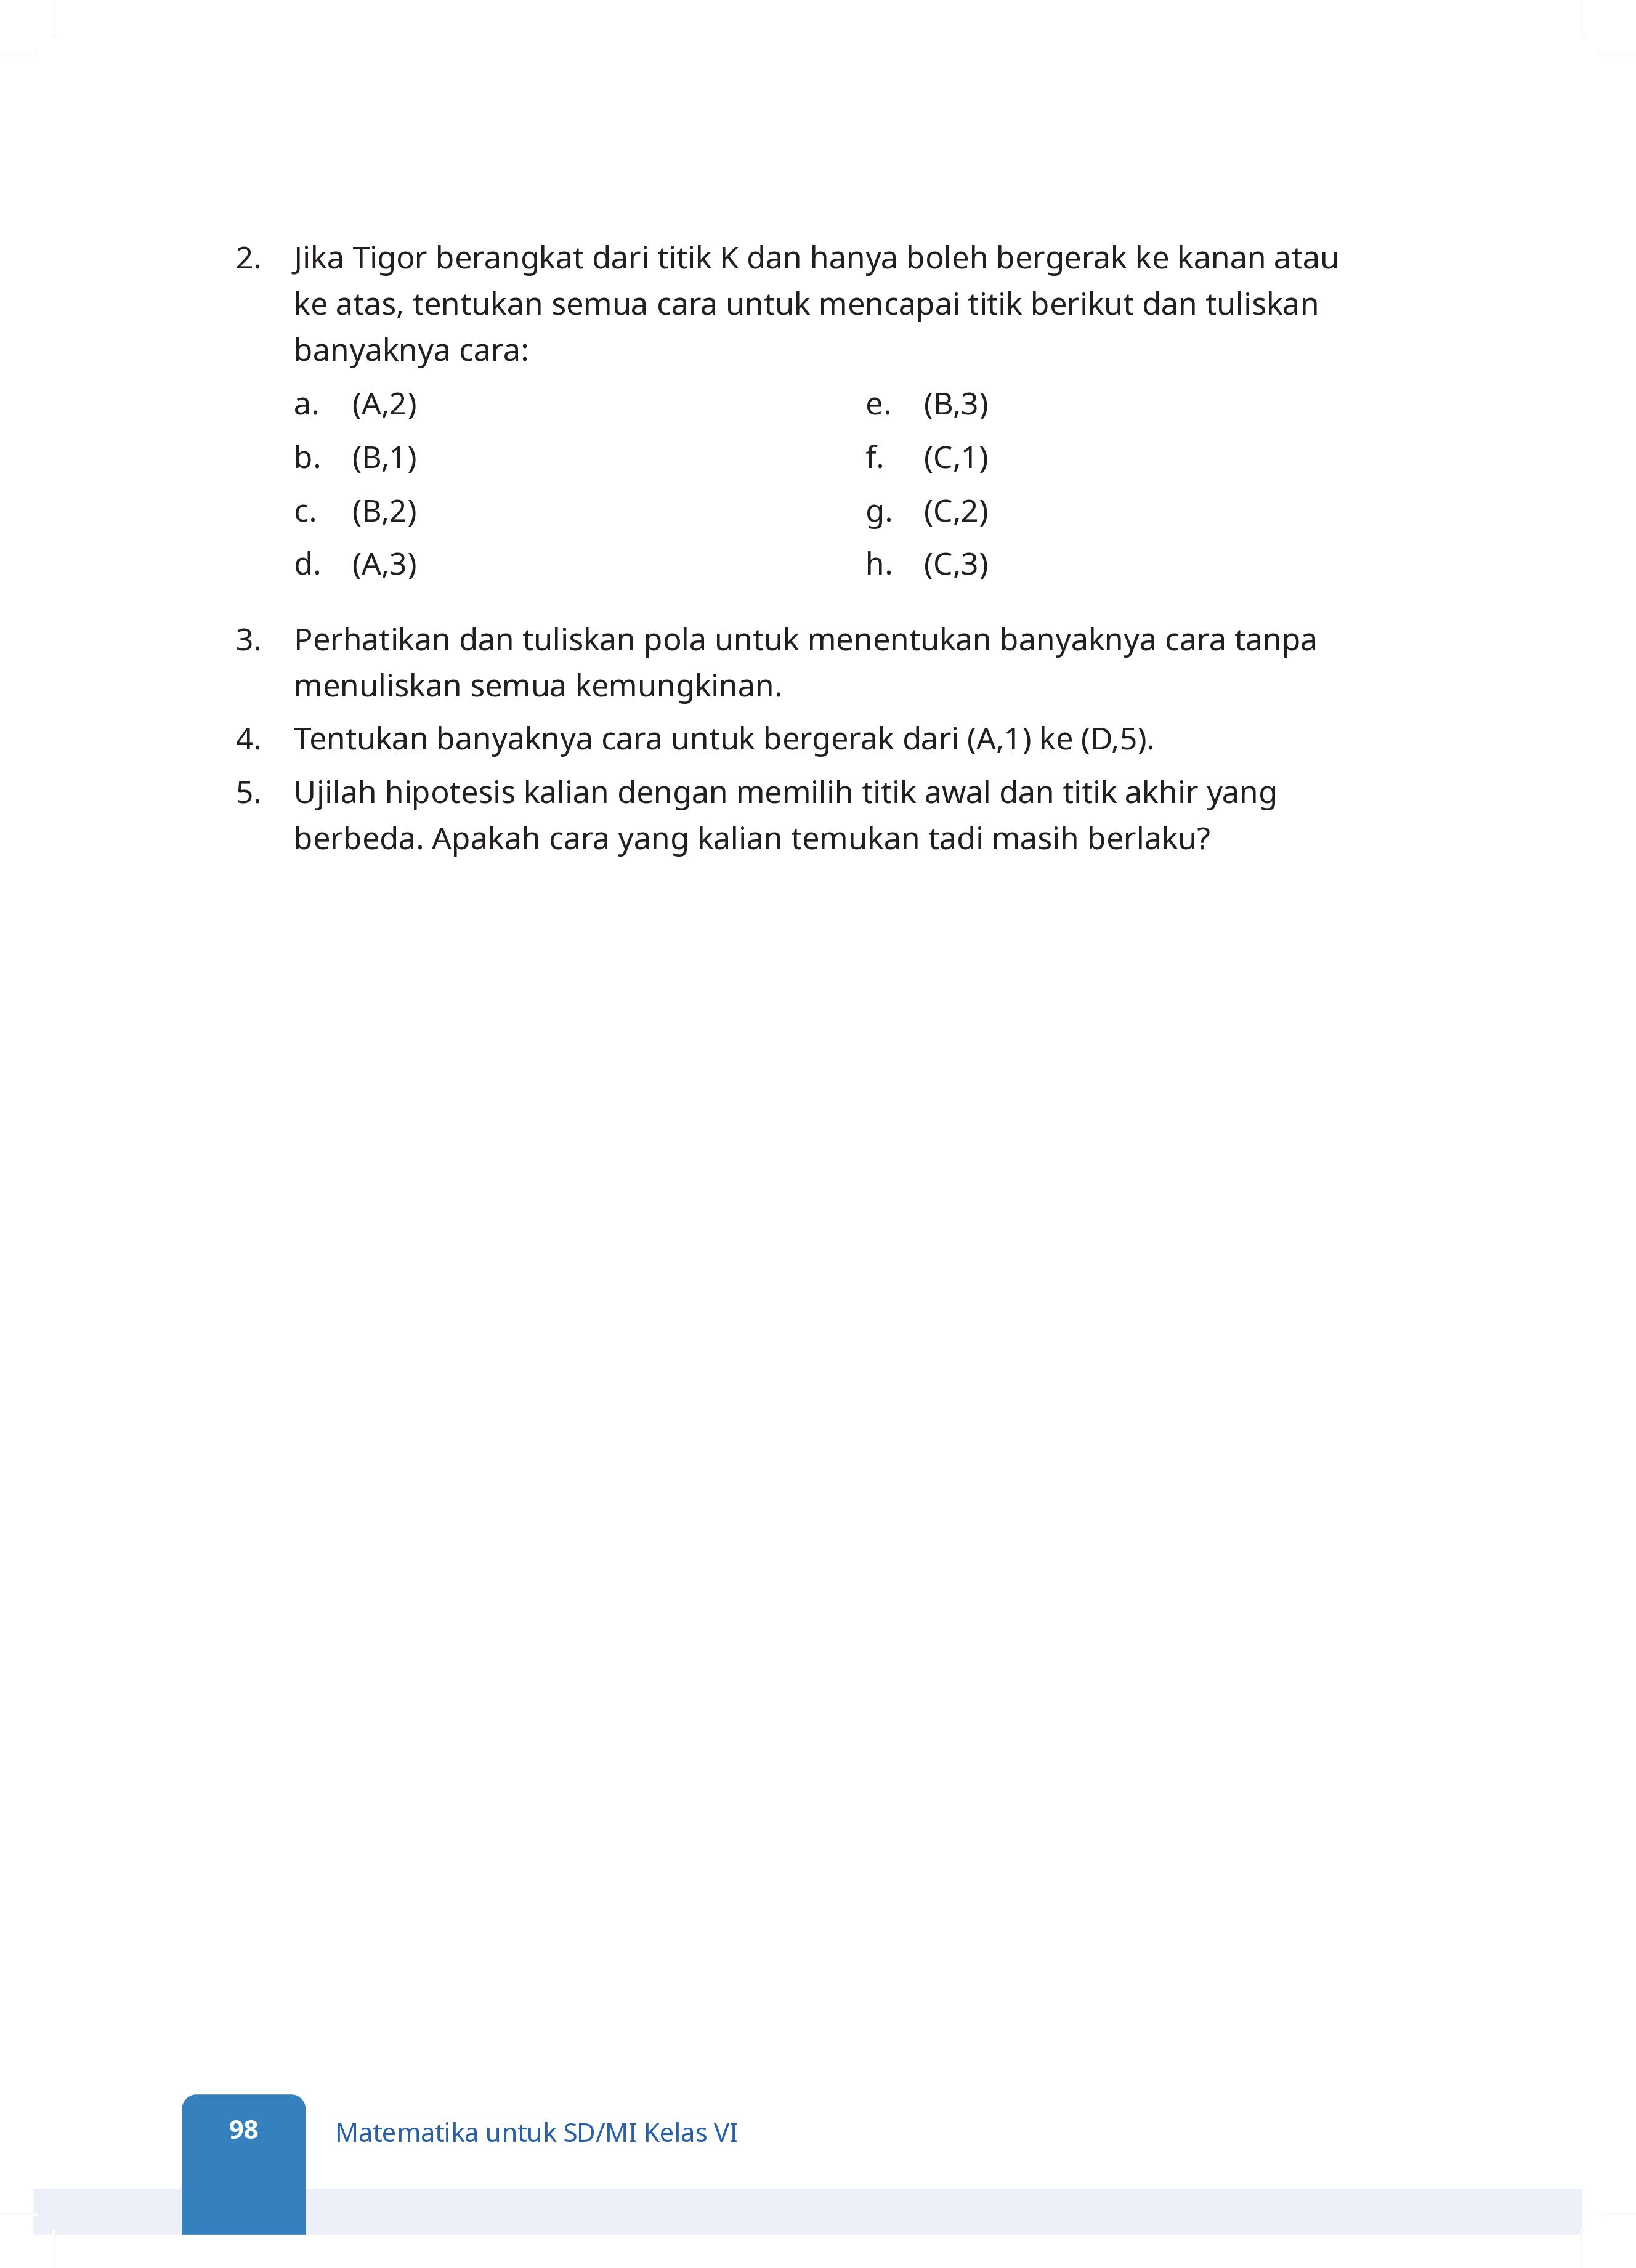 2. Jika Tigor berangkat dari titik K dan hanya boleh bergerak ke kanan atau
ke atas, tentukan semua cara untuk mencapai titik berikut dan tuliskan
banyaknya cara:
a. (A,2)
b. (B,1)
c. (B,2)
d. (A,3)
e. (B,3)
f. (C,1)
g. (C,2)
h. (C,3)
3. Perhatikan dan tuliskan pola untuk menentukan banyaknya cara tanpa
menuliskan semua kemungkinan.
4. Tentukan banyaknya cara untuk bergerak dari (A,1) ke (D,5).
5. Ujilah hipotesis kalian dengan memilih titik awal dan titik akhir yang
berbeda. Apakah cara yang kalian temukan tadi masih berlaku?
98 Matematika untuk SD/MI Kelas VI